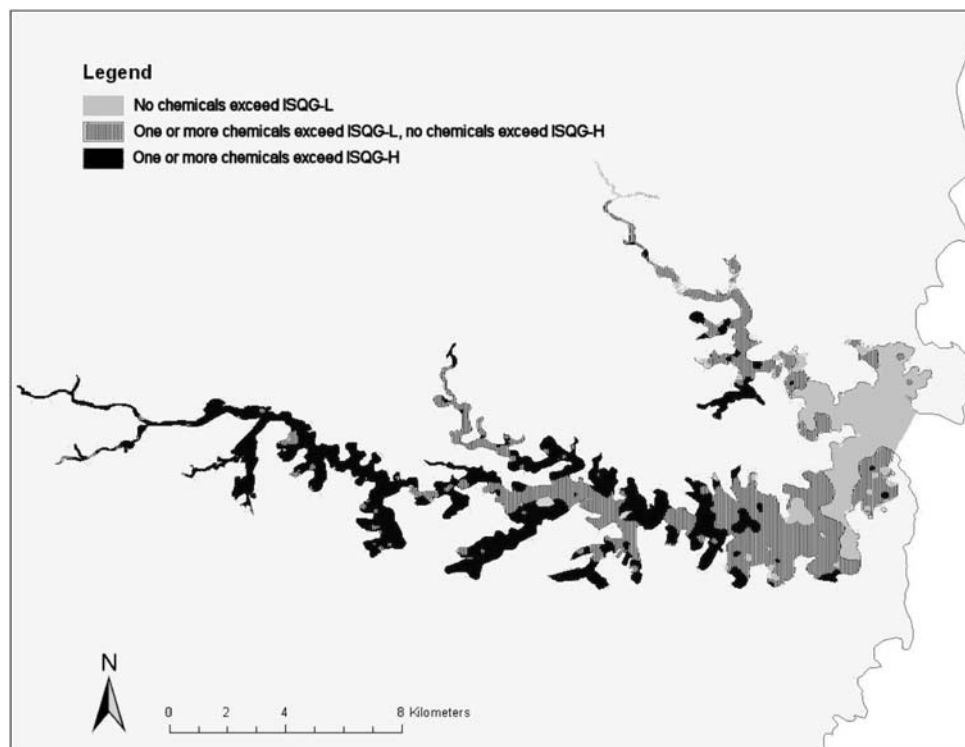 Legend
No chemicals exceed ISQG-L
One or more chemicals exceed ISQG-L, no chemicals exceed ISQG-H
One or more chemicals exceed ISQG-H
N
0 2 4 8 Kilometers